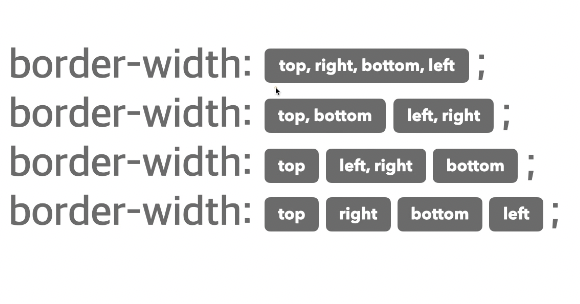 border-width: top, right, bottom, left ;
border-width: top, bottom left, right ;
border-width: top left, right bottom ;
border-width: top right bottom left ;